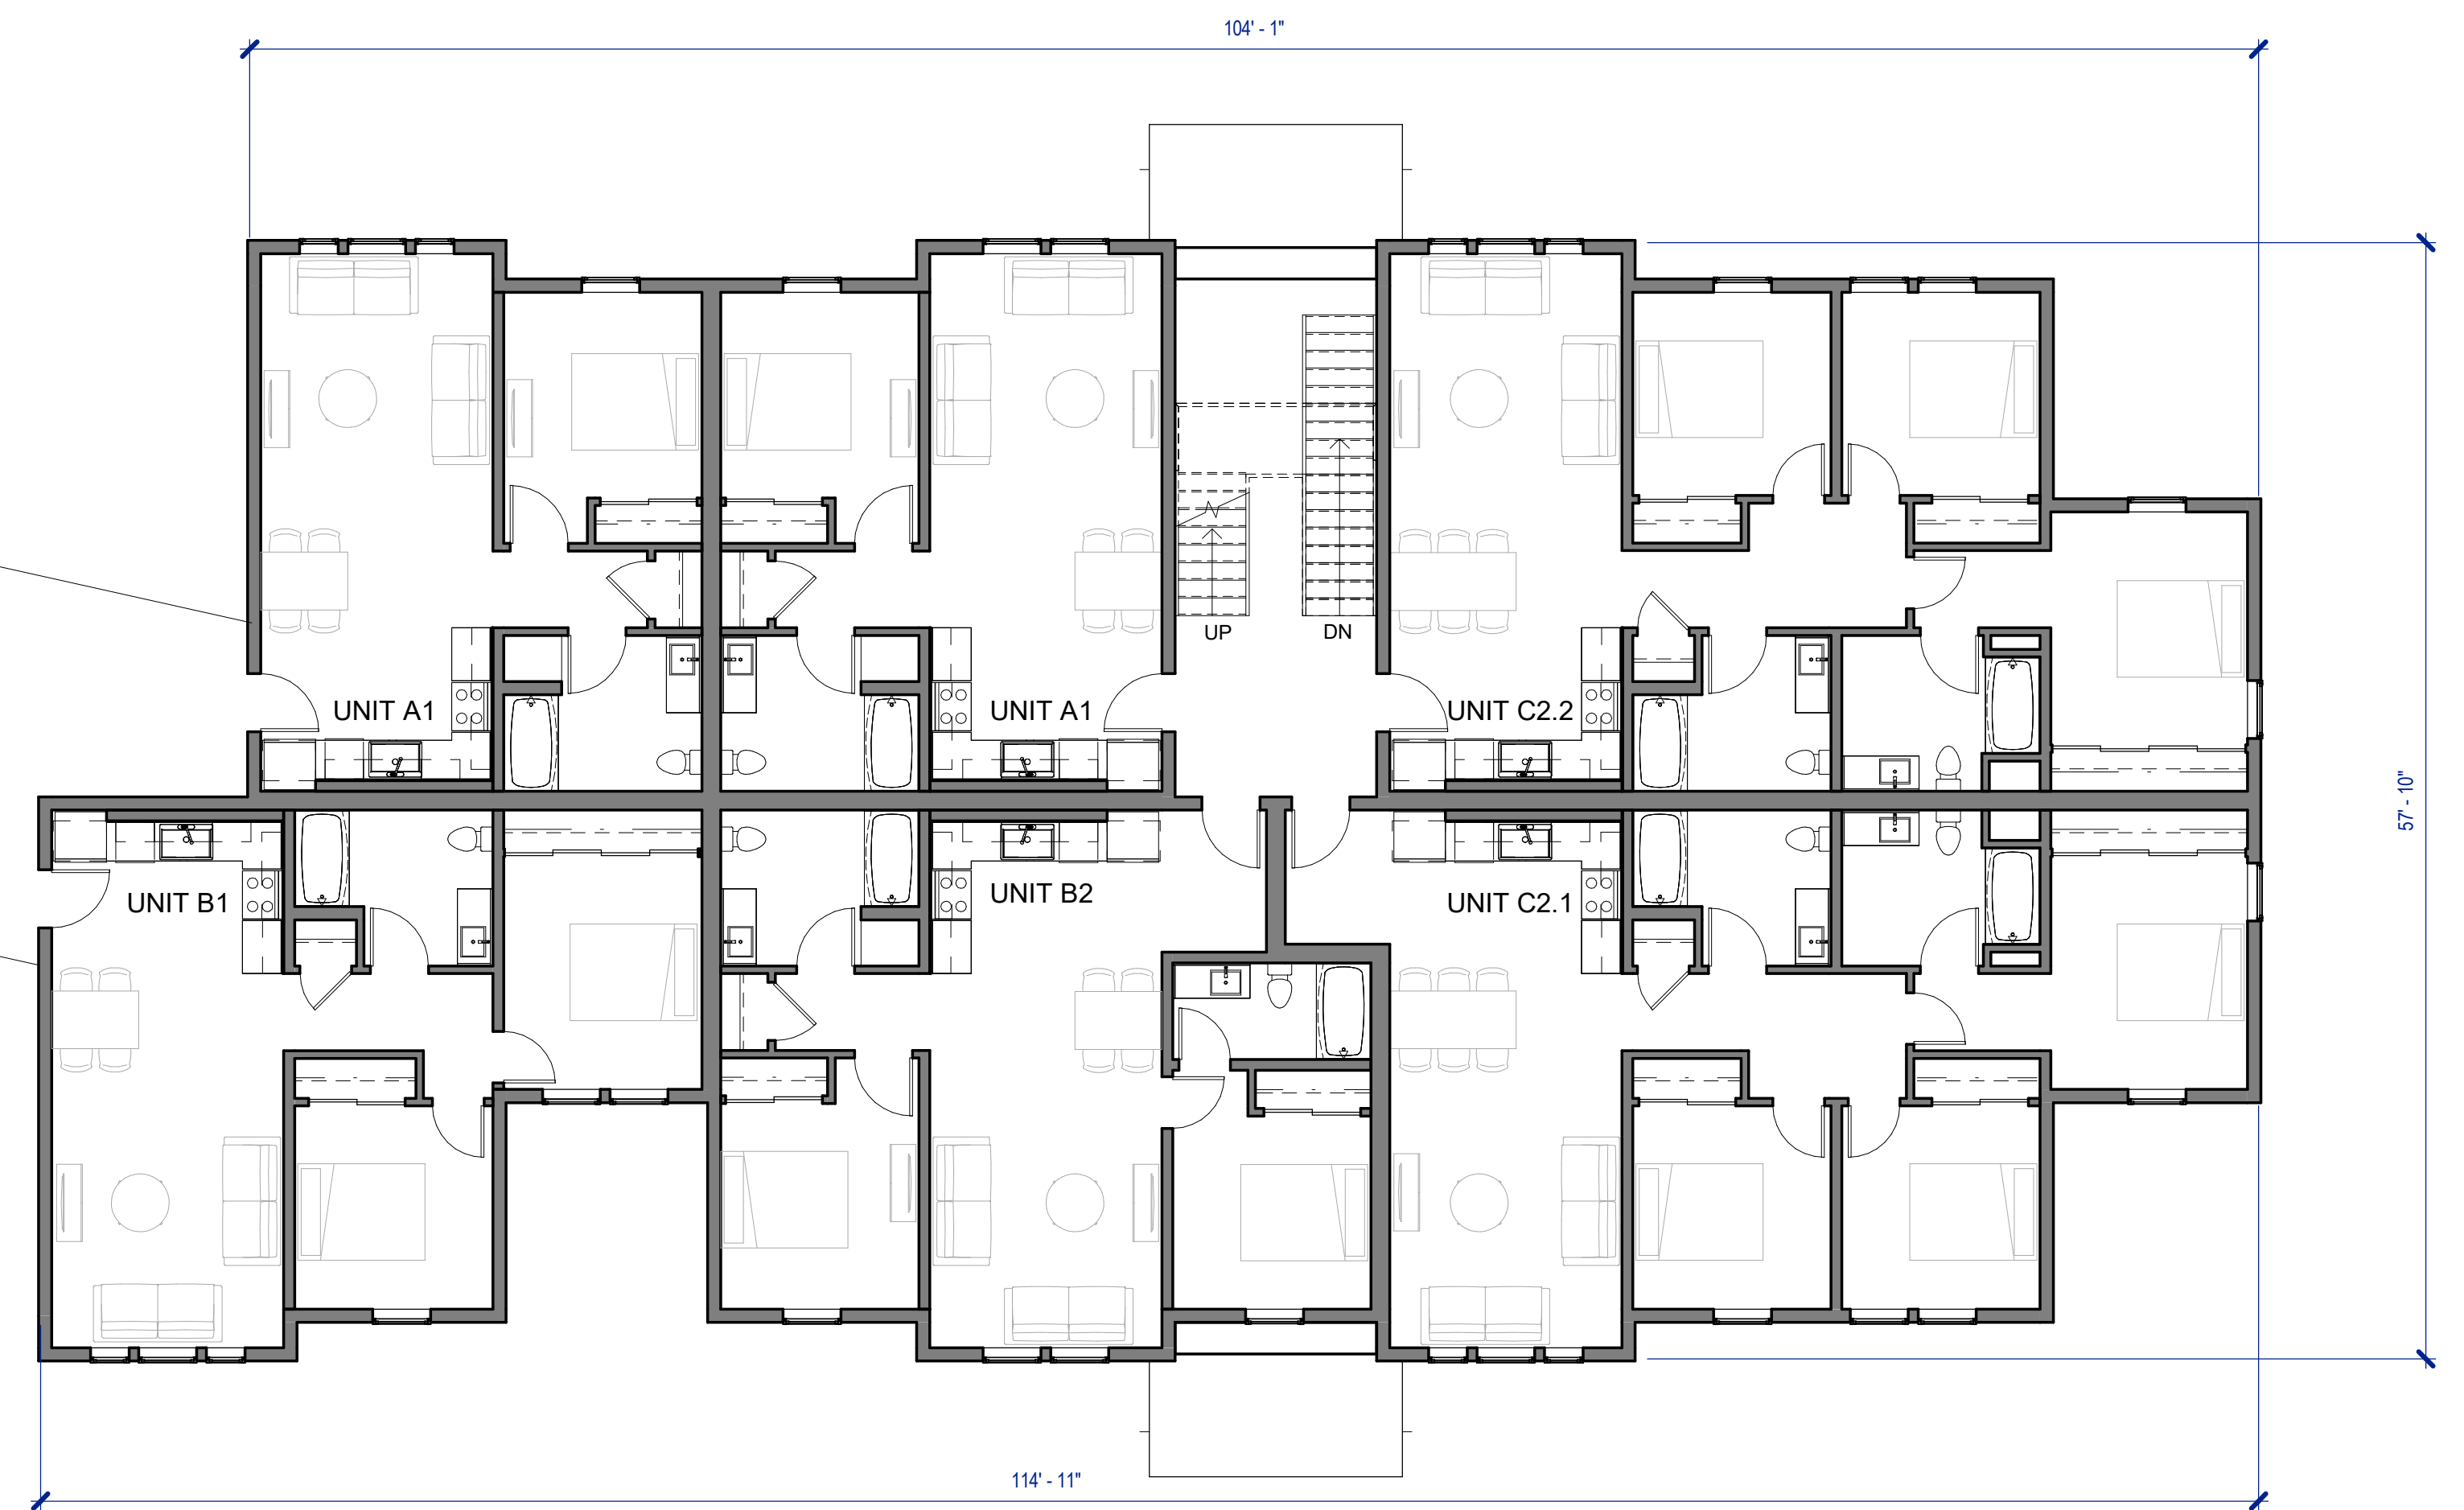 104' - 1"
UP
DN
UNIT A1
UNIT A1
UNIT C2.2
57' - 10"
UNIT B1
UNIT B2
UNIT C2.1
114' - 11"